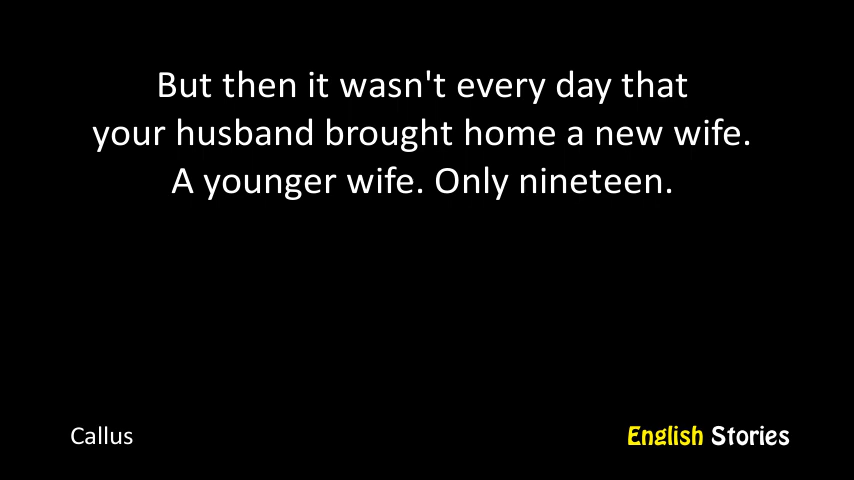 But then it wasn't every day that
your husband brought home a new wife.
A younger wife. Only nineteen.
Callus
English Stories